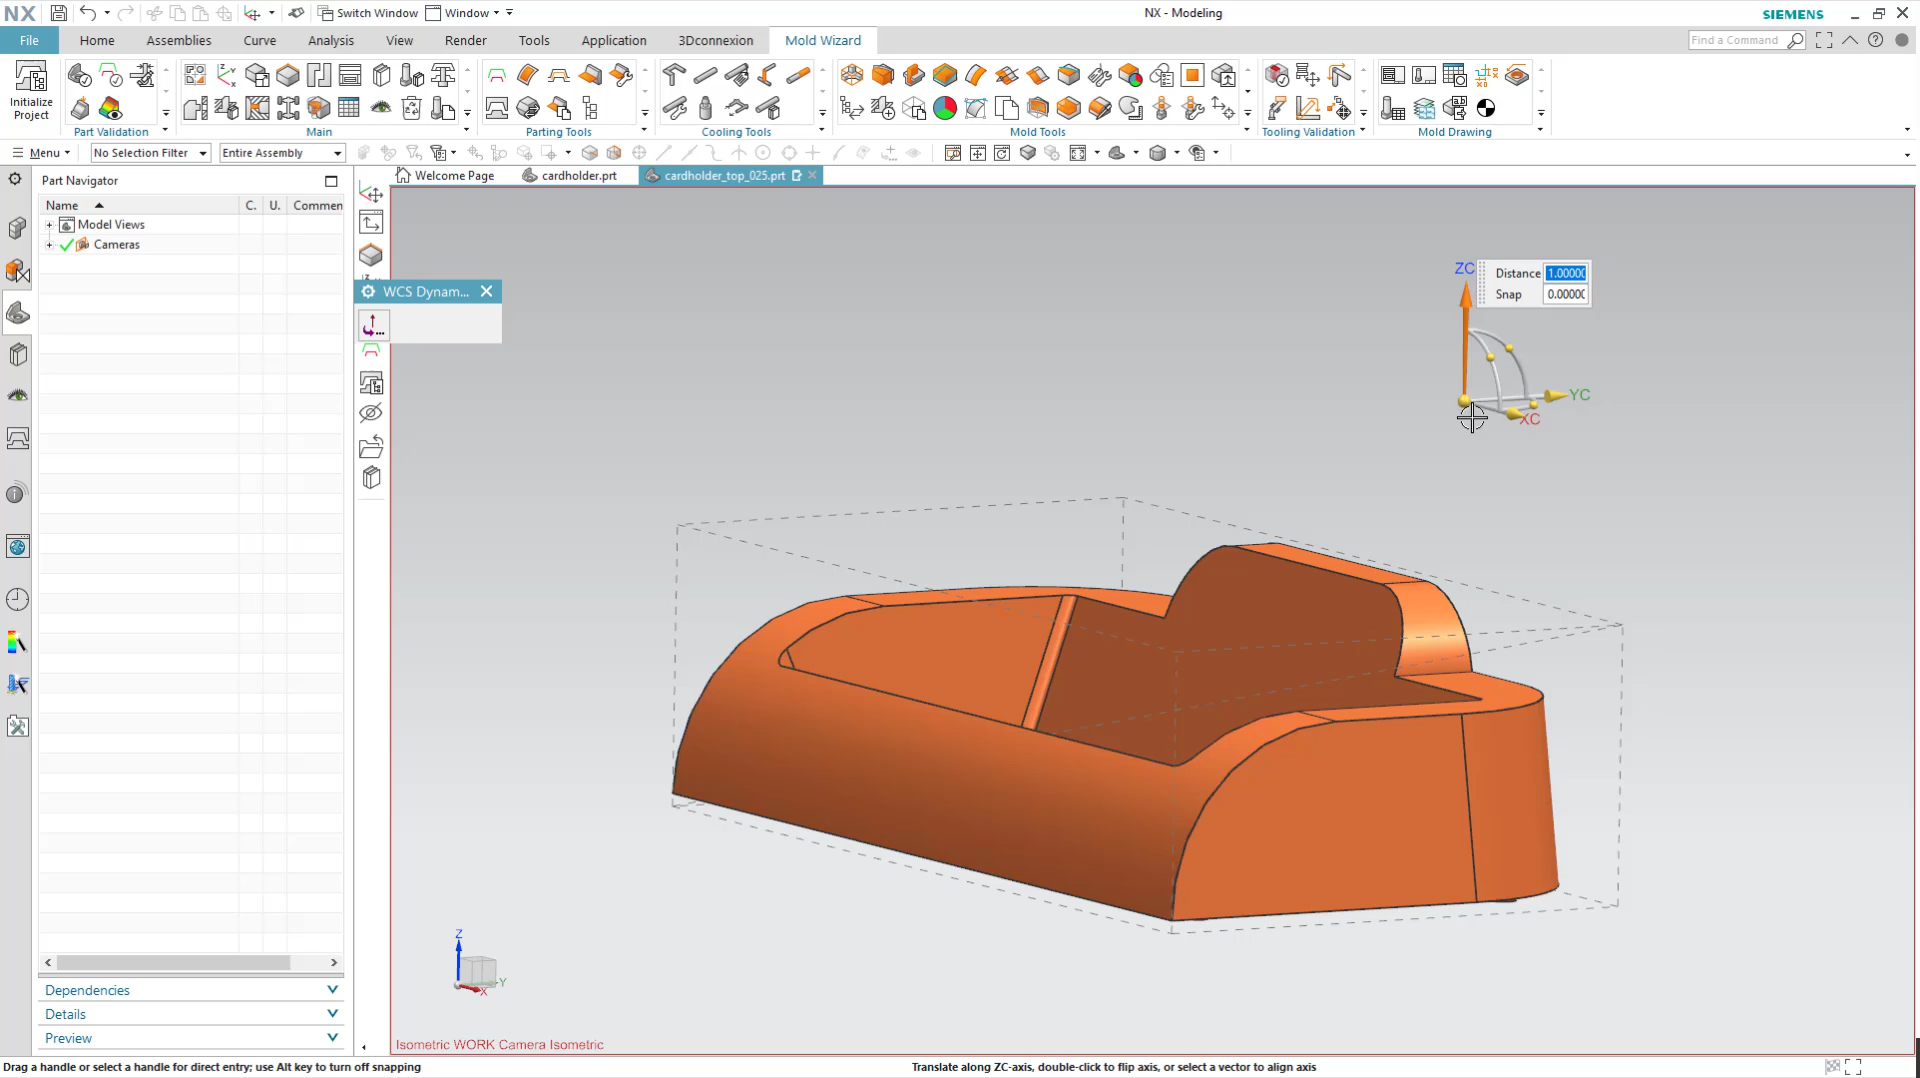 NX
Switch Window
Window
NX - Modeling
SIEMENS
File
Home
Assemblies
Curve
Analysis
View
Render
Tools
Application
3Dconnexion
Mold Wizard
Find a Command
Initialize
Project
Part Validation
Main
Parting Tools
Cooling Tools
Mold Tools
Tooling Validation
Mold Drawing
Menu
No Selection Filter
Entire Assembly
Part Navigator
Welcome Page
cardholder.prt
cardholder_top_025.prt
Name
C.
U.
Commen
Model Views
Cameras
WCS Dynam...
ZC
Distance
1.00000
Snap
0.00000
YC
XC
Z
Y
X
Dependencies
Details
Preview
Isometric WORK Camera Isometric
Drag a handle or select a handle for direct entry; use Alt key to turn off snapping
Translate along ZC-axis, double-click to flip axis, or select a vector to align axis